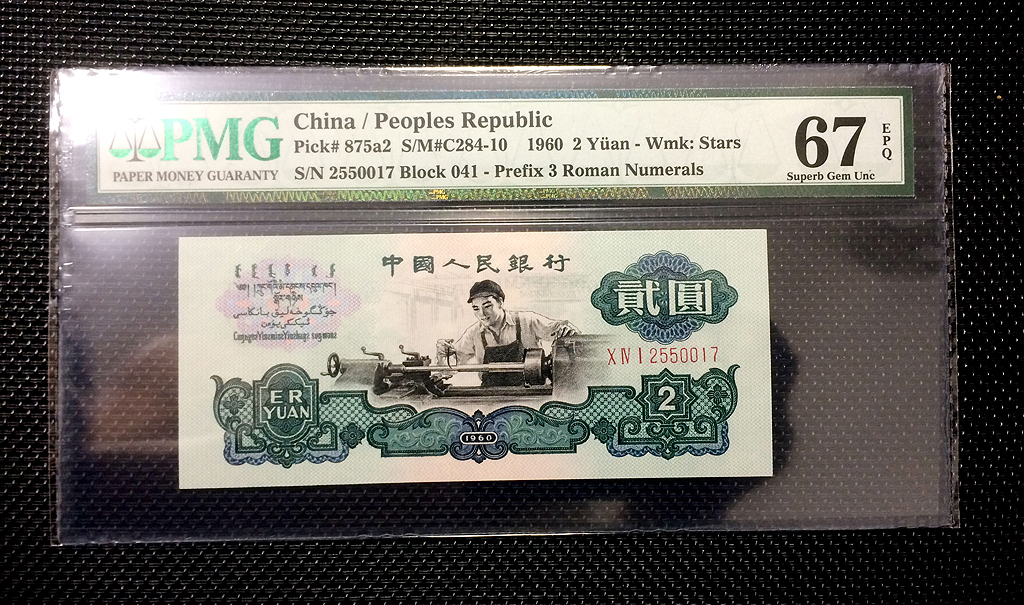 PMG
PAPER MONEY GUARANTY
China / Peoples Republic
Pick# 875a2 S/M#C284-10 1960 2 Yüan - Wmk: Stars
S/N 2550017 Block 041 - Prefix 3 Roman Numerals
67
EPQ
Superb Gem Unc
中國人民銀行
貳圓
XNI2550017
ER
YUAN
1960
2